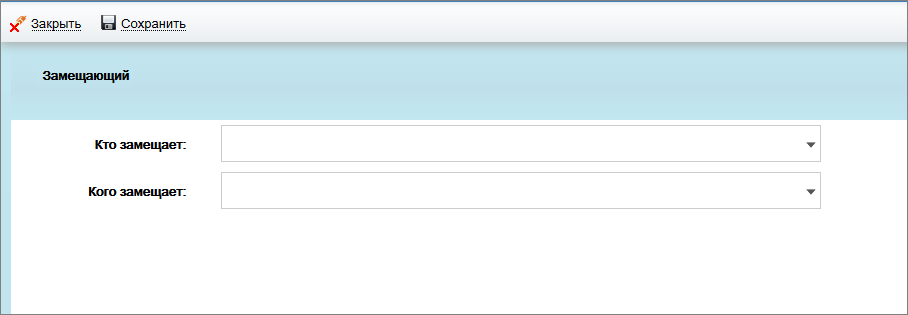 Закрыть Сохранить
Замещающий
Кто замещает:
Кого замещает: